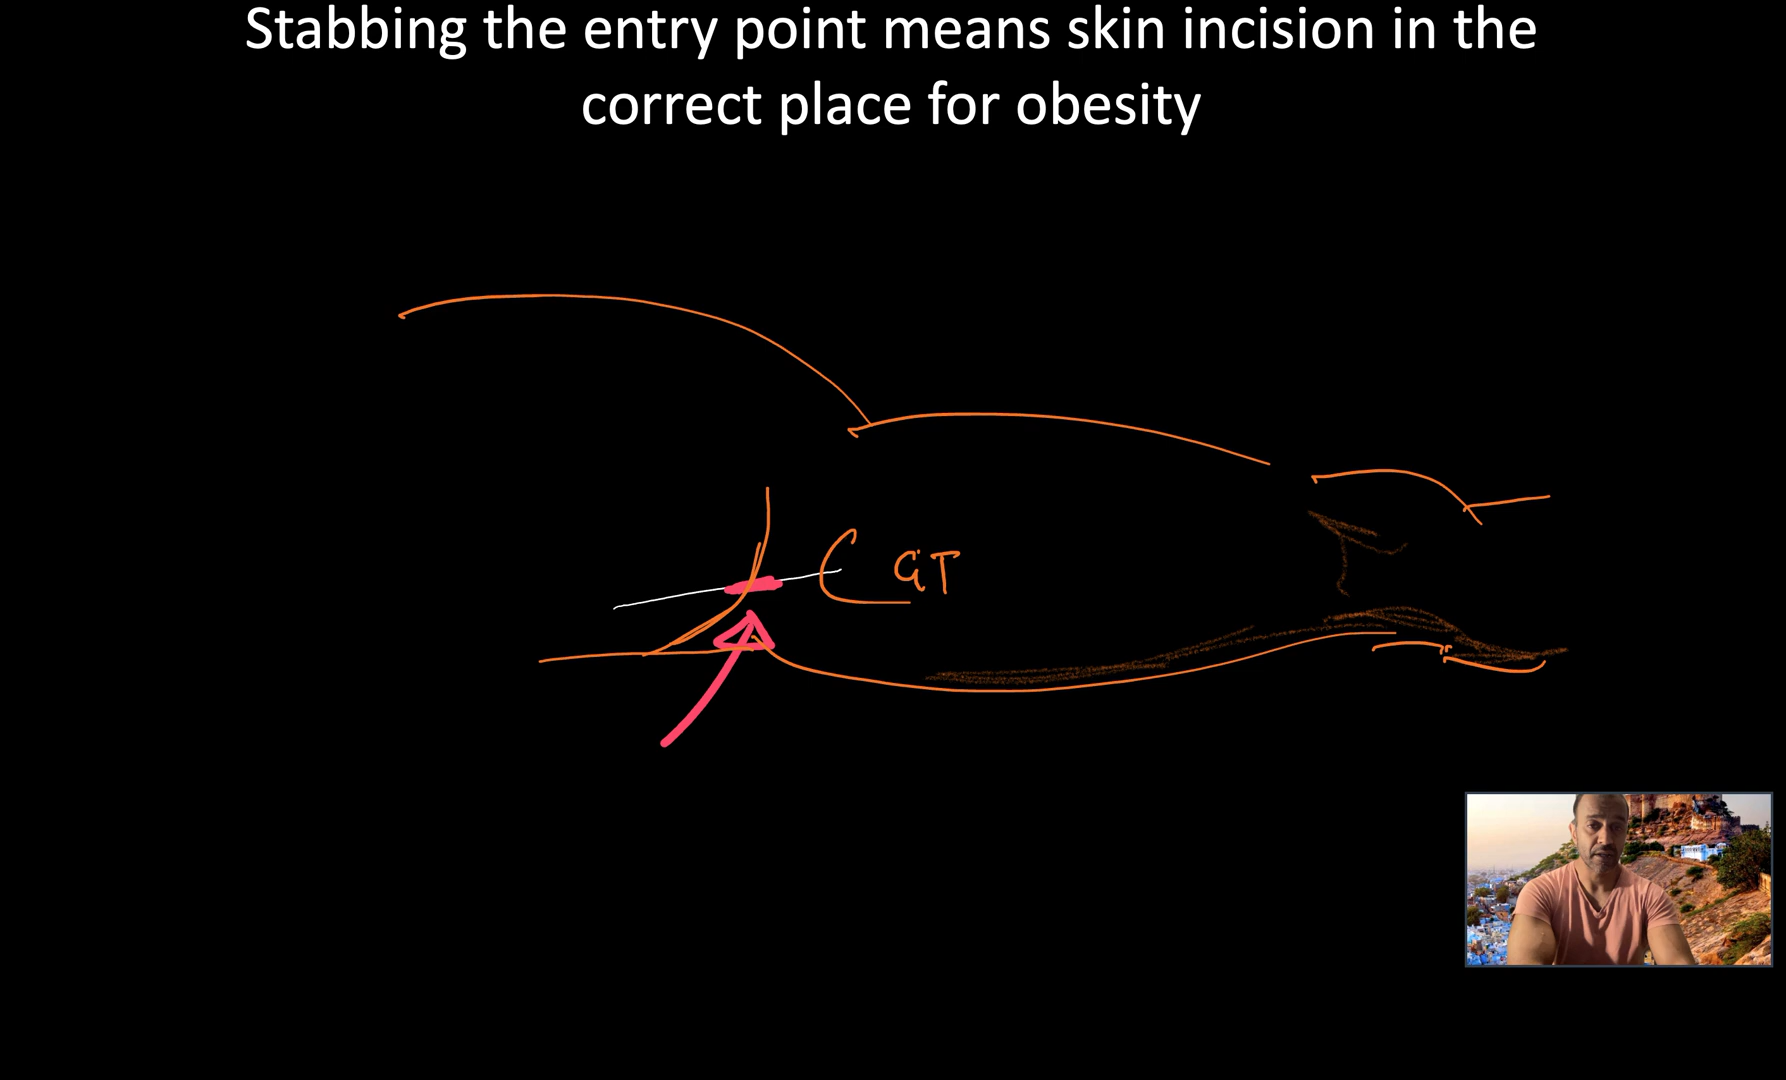 Stabbing the entry point means skin incision in the
correct place for obesity
GT